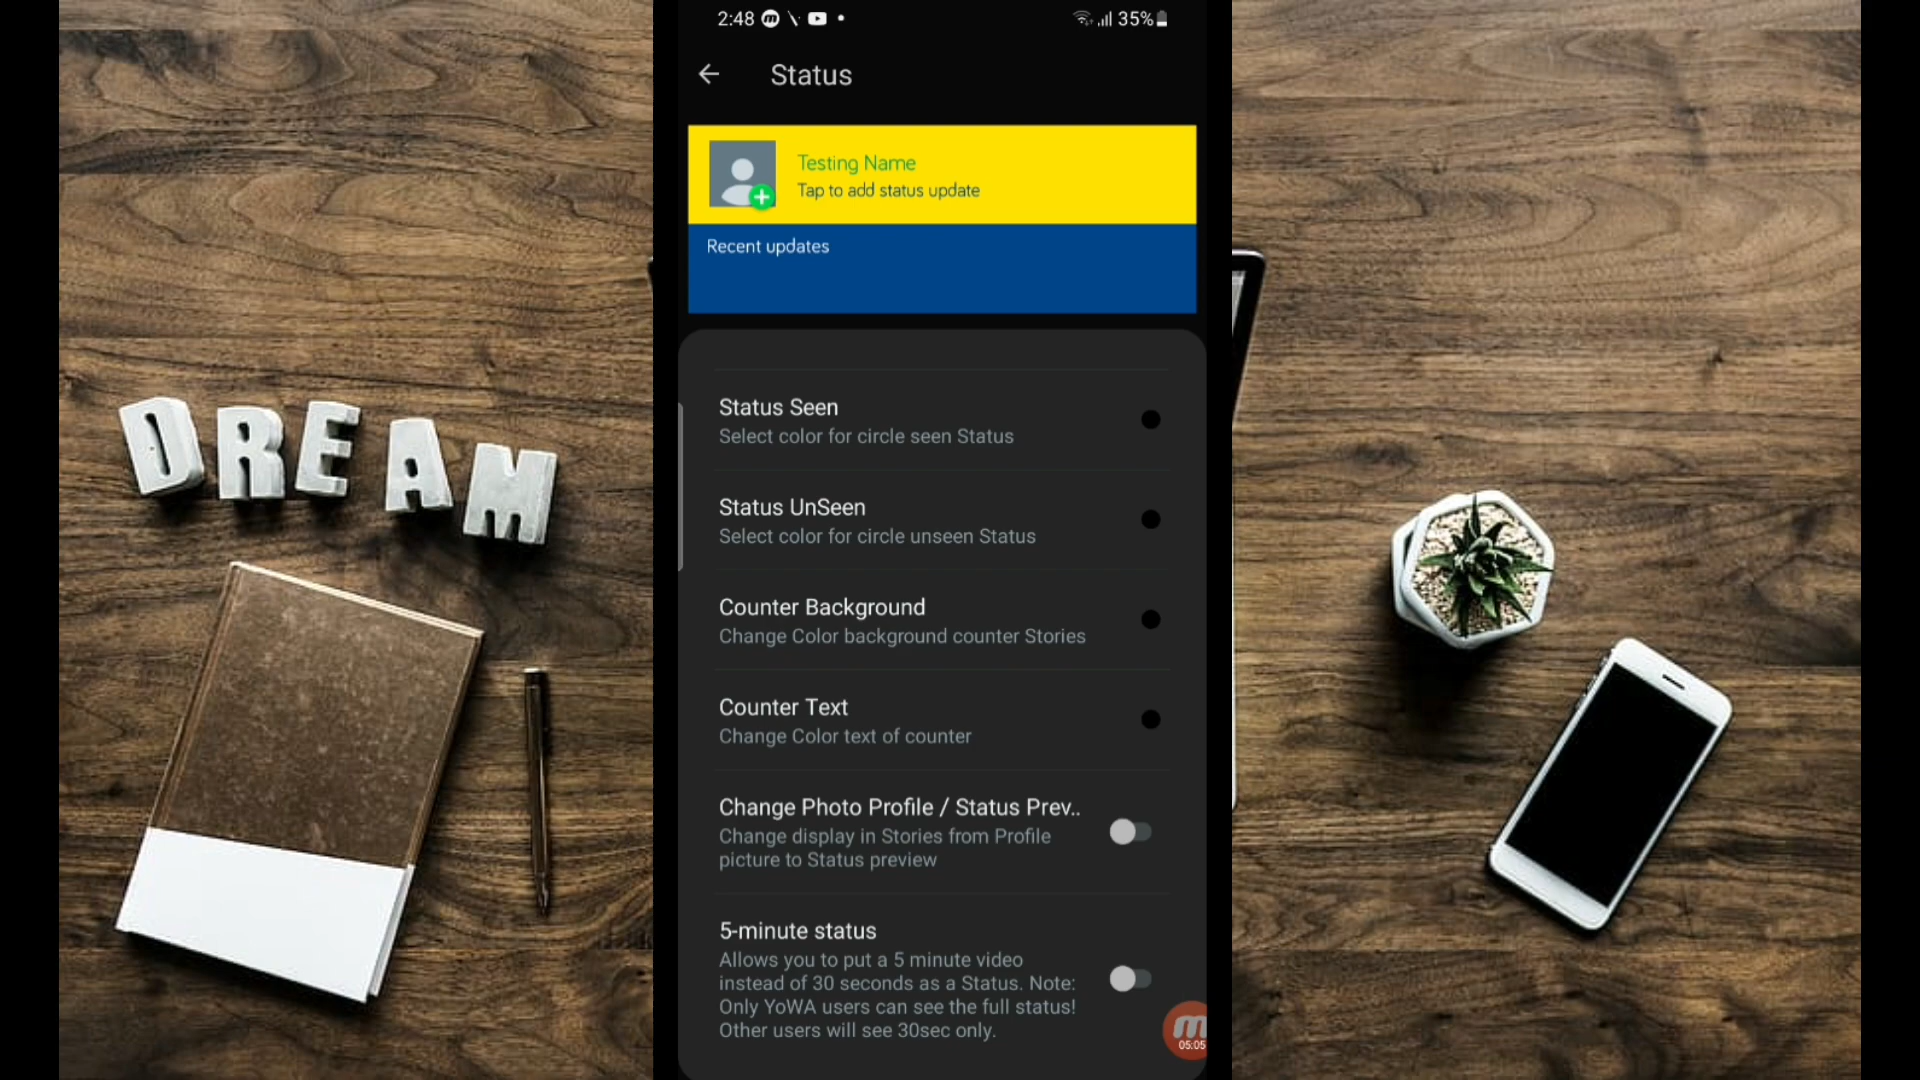 2:48
35%
Status
Testing Name
Tap to add status update
Recent updates
Status Seen
Select color for circle seen Status
Status UnSeen
Select color for circle unseen Status
Counter Background
Change Color background counter Stories
Counter Text
Change Color text of counter
Change Photo Profile / Status Prev..
Change display in Stories from Profile
picture to Status preview
5-minute status
Allows you to put a 5 minute video
instead of 30 seconds as a Status. Note:
Only YoWA users can see the full status!
Other users will see 30sec only.
05:05
DREAM